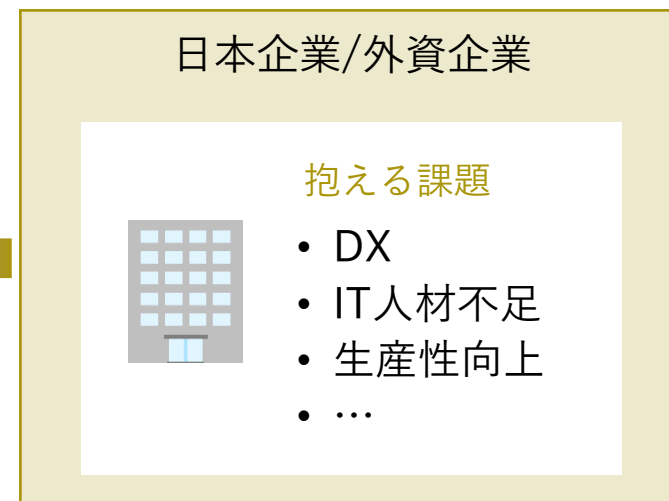 日本企業/外資企業
抱える課題
• DX
• IT人材不足
• 生産性向上
• …